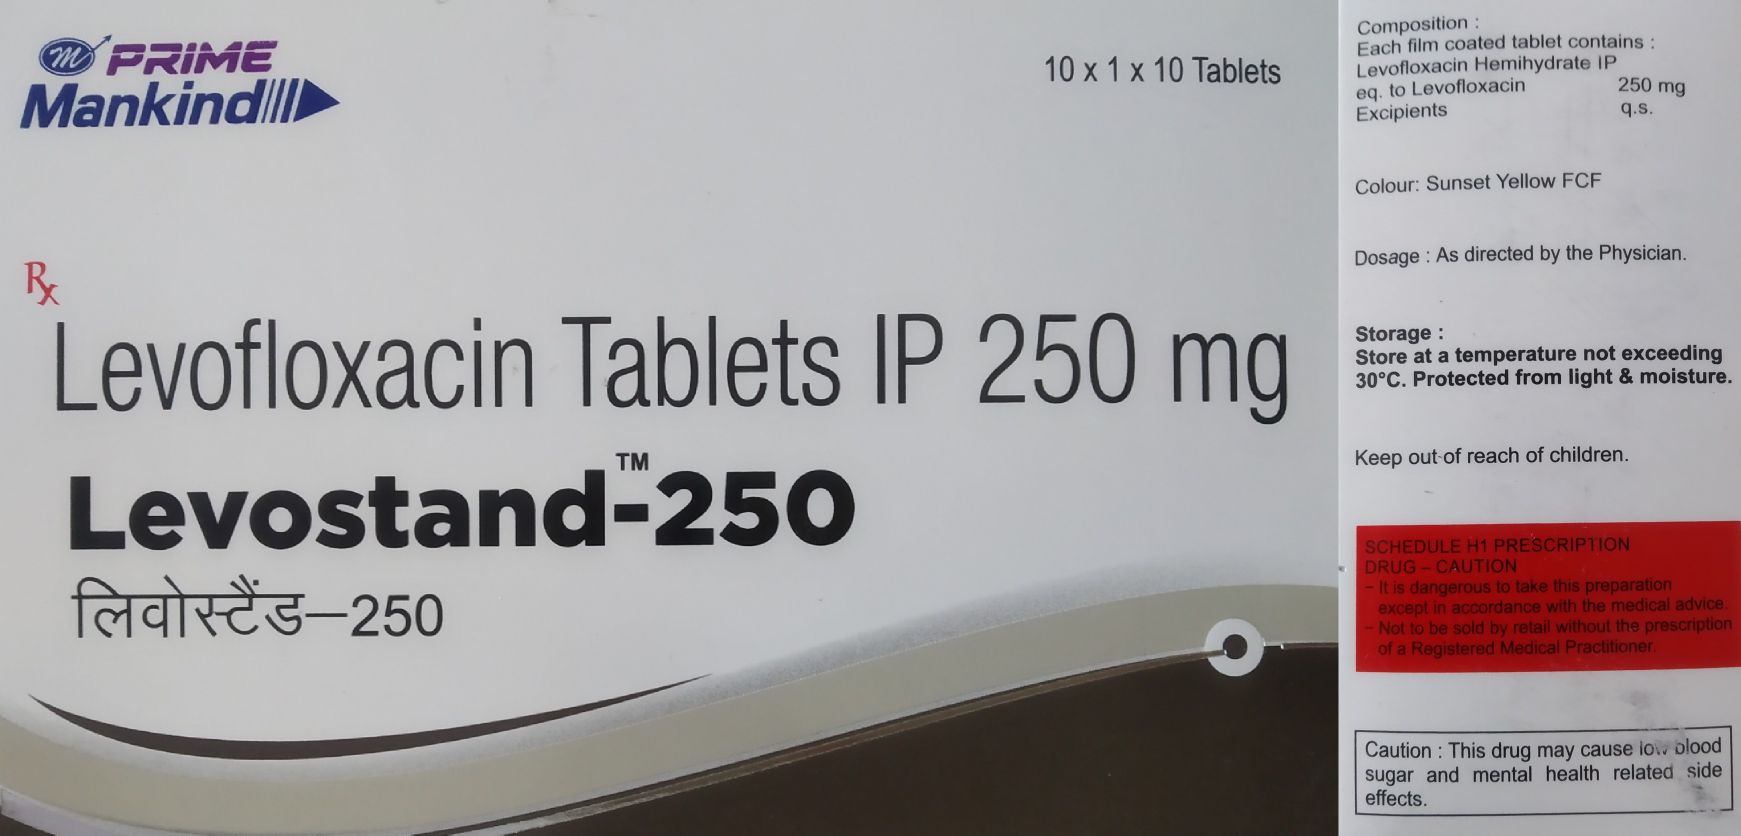 m PRIME
Mankind
10 x 1 x 10 Tablets
Rx
Levofloxacin Tablets IP 250 mg
Levostand™-250
लिवोस्टैंड–250
Composition :
Each film coated tablet contains :
Levofloxacin Hemihydrate IP
eq. to Levofloxacin 250 mg
Excipients q.s.
Colour: Sunset Yellow FCF
Dosage : As directed by the Physician.
Storage :
Store at a temperature not exceeding
30°C. Protected from light & moisture.
Keep out of reach of children.
SCHEDULE H1 PRESCRIPTION
DRUG – CAUTION
– It is dangerous to take this preparation
except in accordance with the medical advice.
– Not to be sold by retail without the prescription
of a Registered Medical Practitioner.
Caution : This drug may cause low blood
sugar and mental health related side
effects.